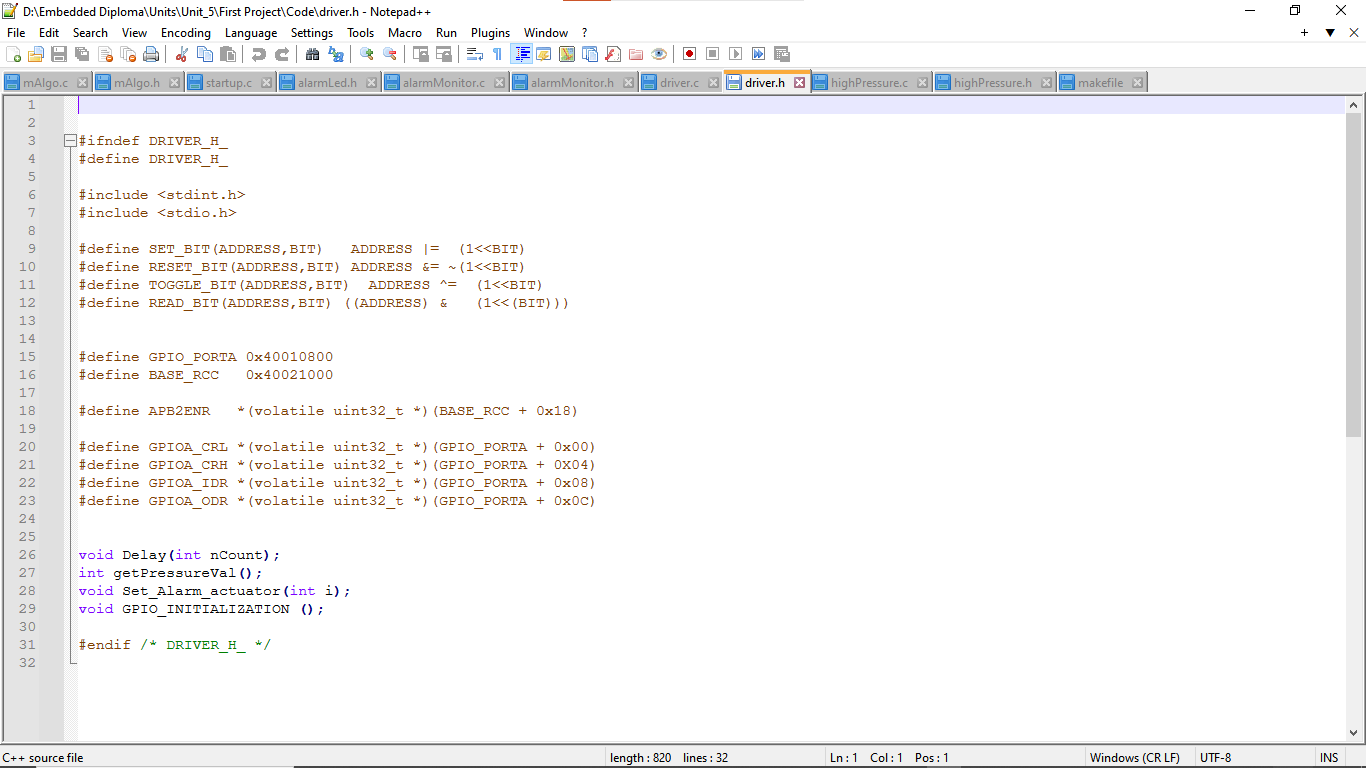 D:\Embedded Diploma\Units\Unit_5\First Project\Code\driver.h - Notepad++
File Edit Search View Encoding Language Settings Tools Macro Run Plugins Window ? + ▼ X
mAlgo.c mAlgo.h startup.c alarmLed.h alarmMonitor.c alarmMonitor.h driver.c driver.h highPressure.c highPressure.h makefile
1
2
3 #ifndef DRIVER_H_
4 #define DRIVER_H_
5
6 #include <stdint.h>
7 #include <stdio.h>
8
9 #define SET_BIT(ADDRESS,BIT)   ADDRESS |=  (1<<BIT)
10 #define RESET_BIT(ADDRESS,BIT) ADDRESS &= ~(1<<BIT)
11 #define TOGGLE_BIT(ADDRESS,BIT)  ADDRESS ^=  (1<<BIT)
12 #define READ_BIT(ADDRESS,BIT) ((ADDRESS) &   (1<<(BIT)))
13
14
15 #define GPIO_PORTA 0x40010800
16 #define BASE_RCC   0x40021000
17
18 #define APB2ENR   *(volatile uint32_t *)(BASE_RCC + 0x18)
19
20 #define GPIOA_CRL *(volatile uint32_t *)(GPIO_PORTA + 0x00)
21 #define GPIOA_CRH *(volatile uint32_t *)(GPIO_PORTA + 0X04)
22 #define GPIOA_IDR *(volatile uint32_t *)(GPIO_PORTA + 0x08)
23 #define GPIOA_ODR *(volatile uint32_t *)(GPIO_PORTA + 0x0C)
24
25
26 void Delay(int nCount);
27 int getPressureVal();
28 void Set_Alarm_actuator(int i);
29 void GPIO_INITIALIZATION ();
30
31 #endif /* DRIVER_H_ */
32
C++ source file length : 820 lines : 32 Ln : 1 Col : 1 Pos : 1 Windows (CR LF) UTF-8 INS